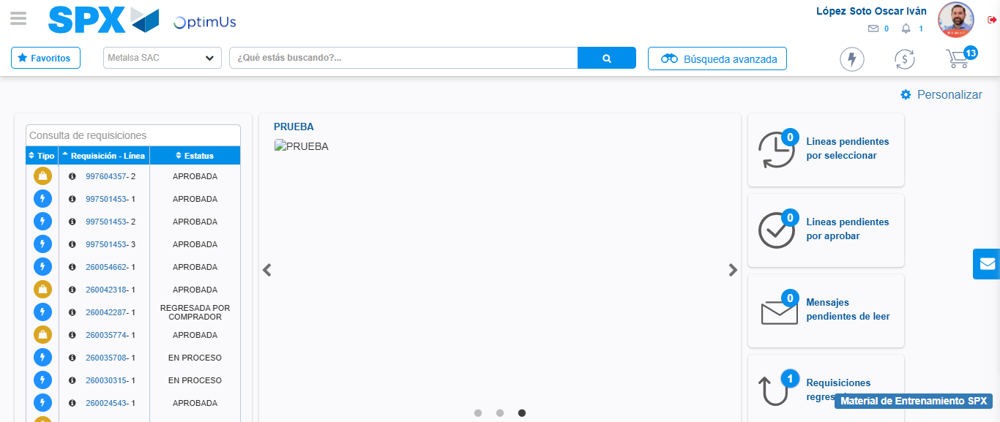 SPX
OptimUs
López Soto Oscar Iván
0
1
Favoritos
Metalsa SAC
¿Qué estás buscando?...
Búsqueda avanzada
13
Personalizar
Consulta de requisiciones
Tipo Requisición - Línea Estatus
997604357- 2 APROBADA
997501453- 1 APROBADA
997501453- 2 APROBADA
997501453- 3 APROBADA
260054662- 1 APROBADA
260042318- 1 APROBADA
260042287- 1 REGRESADA POR
COMPRADOR
260035774- 1 APROBADA
260035708- 1 EN PROCESO
260030315- 1 EN PROCESO
260024543- 1 APROBADA
PRUEBA
PRUEBA
0
Lineas pendientes
por seleccionar
0
Lineas pendientes
por aprobar
0
Mensajes
pendientes de leer
1
Requisiciones
Material de Entrenamiento SPX